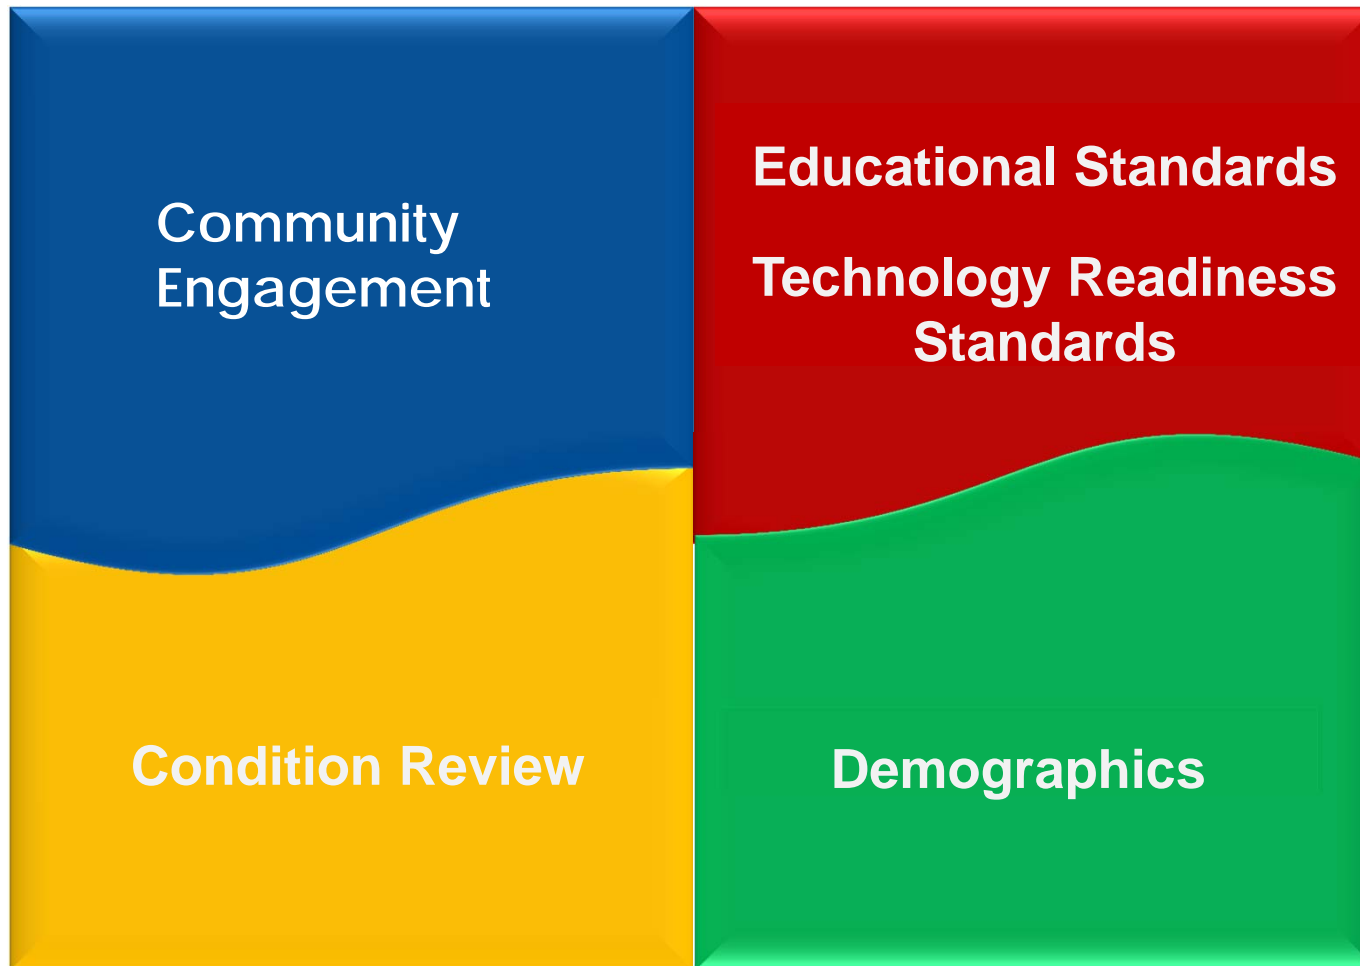 Community
Engagement
Educational Standards
Technology Readiness
Standards
Condition Review
Demographics